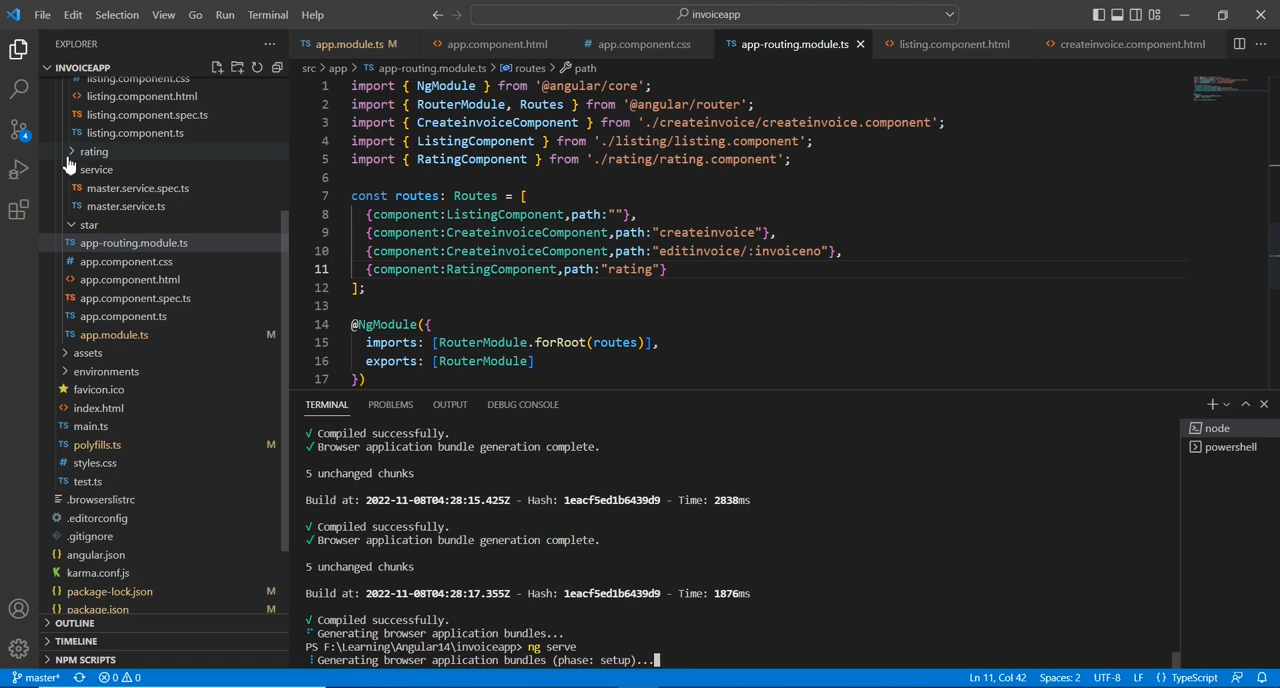 File Edit Selection View Go Run Terminal Help
invoiceapp
EXPLORER
INVOICEAPP
listing.component.css
listing.component.html
listing.component.spec.ts
listing.component.ts
rating
service
master.service.spec.ts
master.service.ts
star
app-routing.module.ts
app.component.css
app.component.html
app.component.spec.ts
app.component.ts
app.module.ts M
assets
environments
favicon.ico
index.html
main.ts
polyfills.ts M
styles.css
test.ts
.browserslistrc
.editorconfig
.gitignore
angular.json
karma.conf.js
package-lock.json M
package.json M
OUTLINE
TIMELINE
NPM SCRIPTS
4
TS app.module.ts M <> app.component.html # app.component.css TS app-routing.module.ts <> listing.component.html <> createinvoice.component.html
src > app > TS app-routing.module.ts > routes > path
1 import { NgModule } from '@angular/core';
2 import { RouterModule, Routes } from '@angular/router';
3 import { CreateinvoiceComponent } from './createinvoice/createinvoice.component';
4 import { ListingComponent } from './listing/listing.component';
5 import { RatingComponent } from './rating/rating.component';
6
7 const routes: Routes = [
8 {component:ListingComponent,path:""},
9 {component:CreateinvoiceComponent,path:"createinvoice"},
10 {component:CreateinvoiceComponent,path:"editinvoice/:invoiceno"},
11 {component:RatingComponent,path:"rating"}
12 ];
13
14 @NgModule({
15 imports: [RouterModule.forRoot(routes)],
16 exports: [RouterModule]
17 })
TERMINAL PROBLEMS OUTPUT DEBUG CONSOLE
√ Compiled successfully.
✓ Browser application bundle generation complete.
5 unchanged chunks
Build at: 2022-11-08T04:28:15.425Z - Hash: 1eacf5ed1b6439d9 - Time: 2838ms
√ Compiled successfully.
✓ Browser application bundle generation complete.
5 unchanged chunks
Build at: 2022-11-08T04:28:17.355Z - Hash: 1eacf5ed1b6439d9 - Time: 1876ms
√ Compiled successfully.
Generating browser application bundles...
PS F:\Learning\Angular14\invoiceapp> ng serve
Generating browser application bundles (phase: setup)...
node
powershell
master* 0 0 Ln 11, Col 42 Spaces: 2 UTF-8 LF {} TypeScript